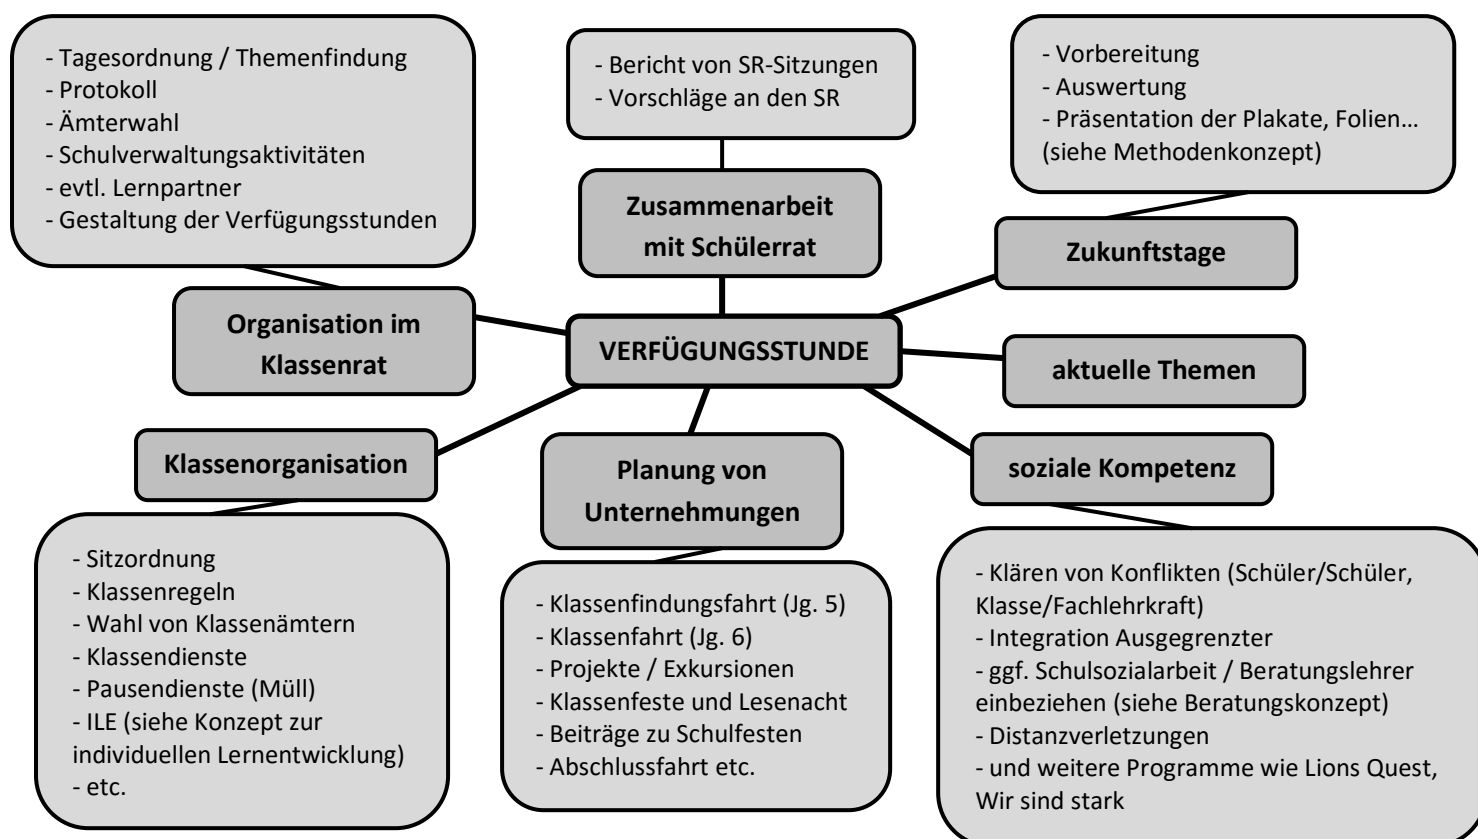 - Tagesordnung / Themenfindung
- Protokoll
- Ämterwahl
- Schulverwaltungsaktivitäten
- evtl. Lernpartner
- Gestaltung der Verfügungsstunden
- Bericht von SR-Sitzungen
- Vorschläge an den SR
- Vorbereitung
- Auswertung
- Präsentation der Plakate, Folien…
(siehe Methodenkonzept)
Zusammenarbeit
mit Schülerrat
Zukunftstage
Organisation im
Klassenrat
VERFÜGUNGSSTUNDE
aktuelle Themen
Klassenorganisation
Planung von
Unternehmungen
soziale Kompetenz
- Sitzordnung
- Klassenregeln
- Wahl von Klassenämtern
- Klassendienste
- Pausendienste (Müll)
- ILE (siehe Konzept zur
individuellen Lernentwicklung)
- etc.
- Klassenfindungsfahrt (Jg. 5)
- Klassenfahrt (Jg. 6)
- Projekte / Exkursionen
- Klassenfeste und Lesenacht
- Beiträge zu Schulfesten
- Abschlussfahrt etc.
- Klären von Konflikten (Schüler/Schüler,
Klasse/Fachlehrkraft)
- Integration Ausgegrenzter
- ggf. Schulsozialarbeit / Beratungslehrer
einbeziehen (siehe Beratungskonzept)
- Distanzverletzungen
- und weitere Programme wie Lions Quest,
Wir sind stark